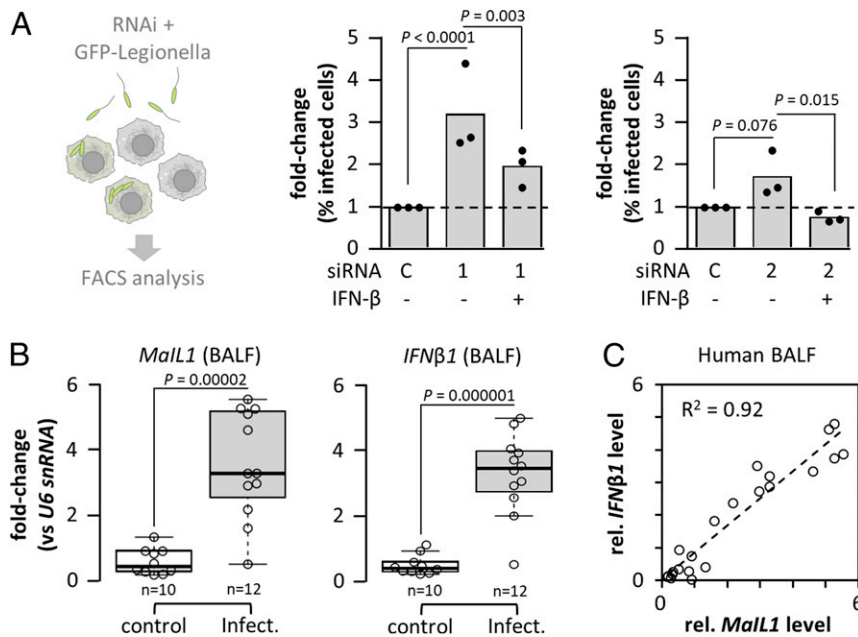 A
RNAi +
GFP-Legionella
FACS analysis
fold-change
(% infected cells)
5
4
3
2
1
0
P < 0.0001
P = 0.003
siRNA C 1 1
IFN-β - - +
fold-change
(% infected cells)
5
4
3
2
1
0
P = 0.076
P = 0.015
siRNA C 2 2
IFN-β - - +
B
MaIL1 (BALF)
P = 0.00002
fold-change
(vs U6 snRNA)
6
4
2
0
n=10 n=12
control Infect.
IFNβ1 (BALF)
P = 0.000001
6
4
2
0
n=10 n=12
control Infect.
C
Human BALF
R² = 0.92
rel. IFNβ1 level
6
0 6
rel. MaIL1 level